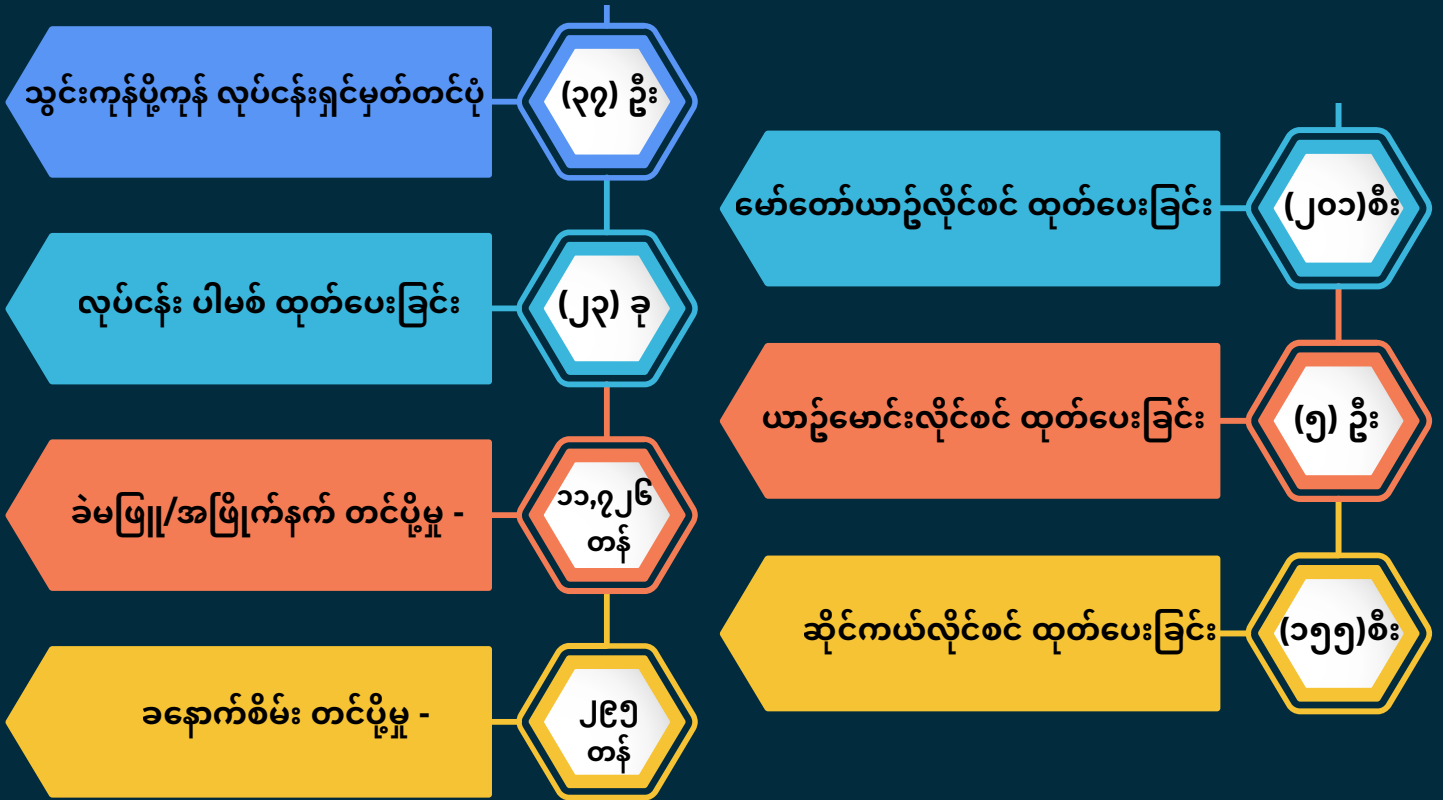 သွင်းကုန်ပို့ကုန် လုပ်ငန်းရှင်မှတ်တင်ပုံ
(၃၇) ဦး
လုပ်ငန်း ပါမစ် ထုတ်ပေးခြင်း
(၂၃) ခု
ခဲမဖြူ/အဖြိုက်နက် တင်ပို့မှု -
၁၁,၇၂၆
တန်
ခနောက်စိမ်း တင်ပို့မှု -
၂၉၅
တန်
မော်တော်ယာဥ်လိုင်စင် ထုတ်ပေးခြင်း
(၂၀၁)စီး
ယာဥ်မောင်းလိုင်စင် ထုတ်ပေးခြင်း
(၅) ဦး
ဆိုင်ကယ်လိုင်စင် ထုတ်ပေးခြင်း
(၁၅၅)စီး